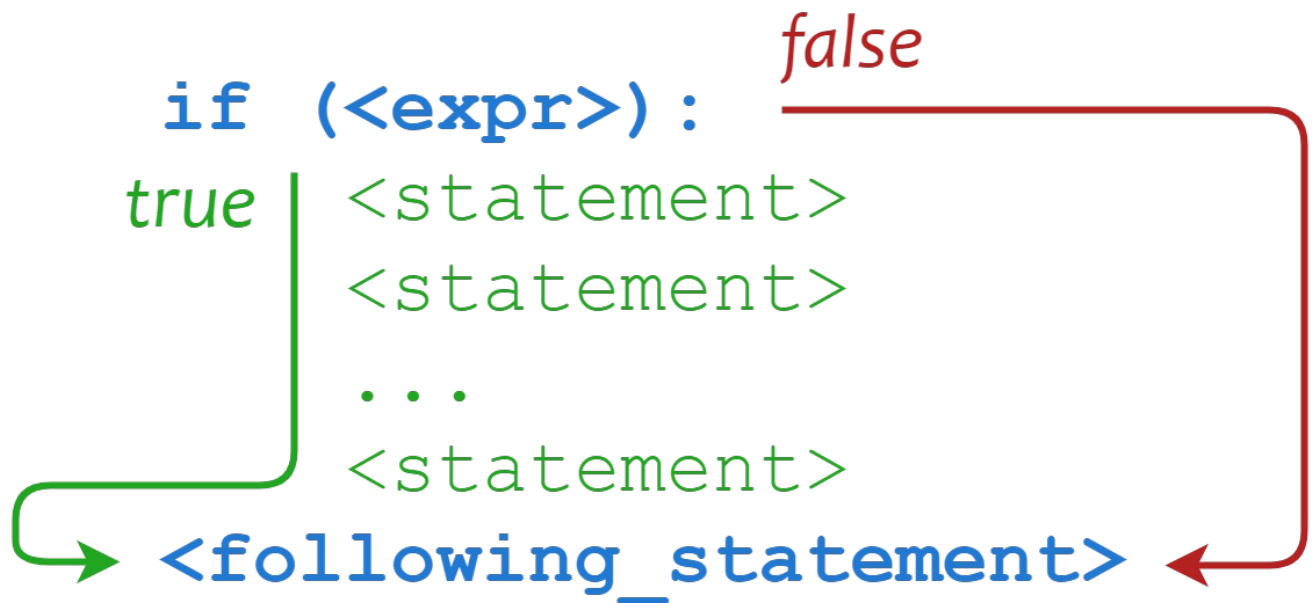 false
if (<expr>):
true
<statement>
<statement>
...
<statement>
<following_statement>